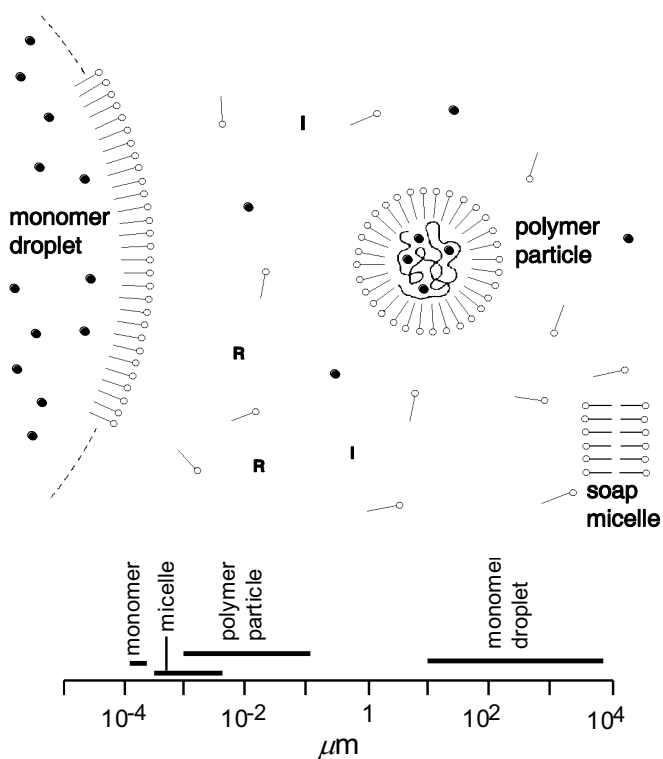 I
monomer
droplet
polymer
particle
R
R
I
soap
micelle
monomer
micelle
polymer
particle
monomer
droplet
10-4
10-2
1
102
104
μm